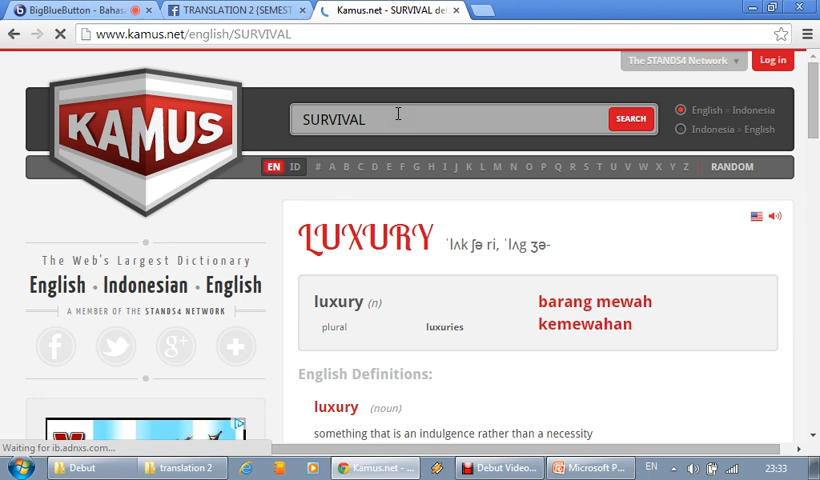 BigBlueButton - Bahas
TRANSLATION 2 (SEMEST
Kamus.net - SURVIVAL de
www.kamus.net/english/SURVIVAL
The STANDS4 Network
Log in
KAMUS
SURVIVAL
SEARCH
English » Indonesia
Indonesia » English
EN ID # A B C D E F G H I J K L M N O P Q R S T U V W X Y Z RANDOM
LUXURY ˈlʌk ʃə ri, ˈlʌg ʒə-
The Web's Largest Dictionary
English • Indonesian • English
A MEMBER OF THE STANDS4 NETWORK
luxury (n) barang mewah
plural luxuries kemewahan
English Definitions:
luxury (noun)
something that is an indulgence rather than a necessity
Waiting for ib.adnxs.com...
Debut
translation 2
Kamus.net - ...
Debut Video...
Microsoft P...
EN
23:33